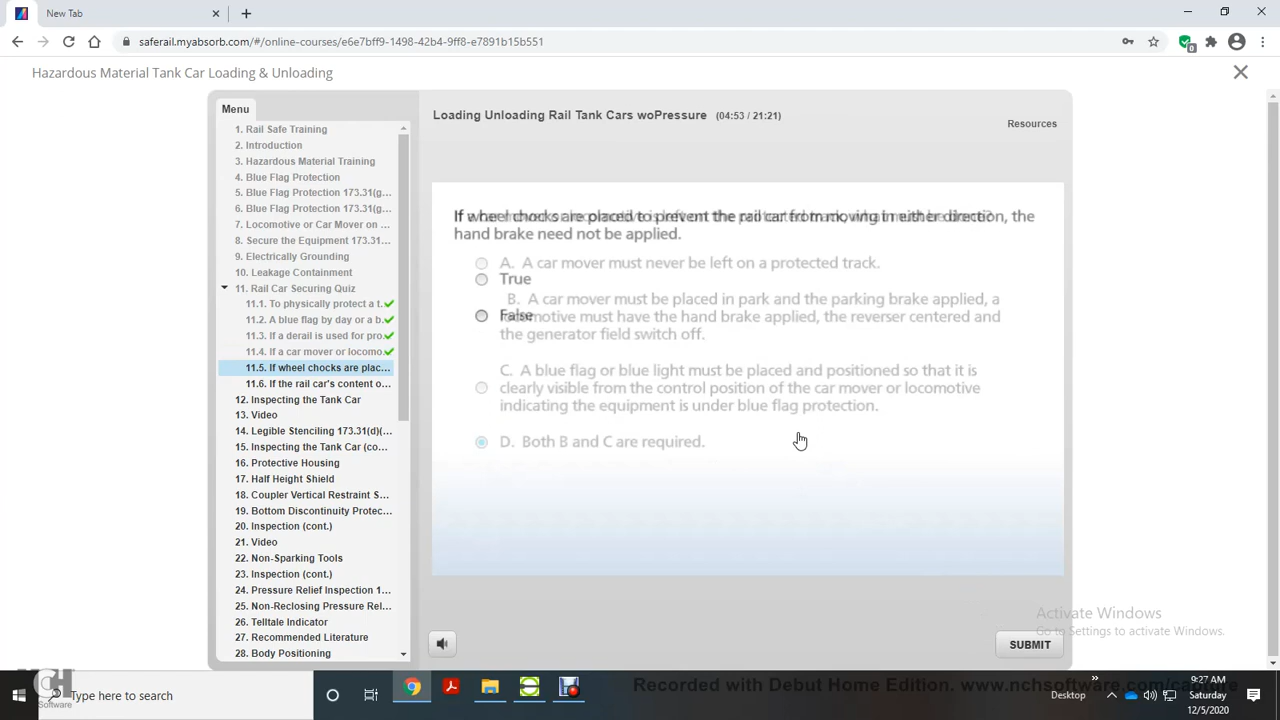 New Tab
saferail.myabsorb.com/#/online-courses/e6e7bff9-1498-42b4-9ff8-e7891b15b551
0
Hazardous Material Tank Car Loading & Unloading
Menu
1. Rail Safe Training
2. Introduction
3. Hazardous Material Training
4. Blue Flag Protection
5. Blue Flag Protection 173.31(g...
6. Blue Flag Protection 173.31(g...
7. Locomotive or Car Mover on ...
8. Secure the Equipment 173.31...
9. Electrically Grounding
10. Leakage Containment
11. Rail Car Securing Quiz
11.1. To physically protect a t...
11.2. A blue flag by day or a b...
11.3. If a derail is used for pro...
11.4. If a car mover or locomo...
11.5. If wheel chocks are plac...
11.6. If the rail car's content o...
12. Inspecting the Tank Car
13. Video
14. Legible Stenciling 173.31(d)(...
15. Inspecting the Tank Car (co...
16. Protective Housing
17. Half Height Shield
18. Coupler Vertical Restraint S...
19. Bottom Discontinuity Protec...
20. Inspection (cont.)
21. Video
22. Non-Sparking Tools
23. Inspection (cont.)
24. Pressure Relief Inspection 1...
25. Non-Reclosing Pressure Rel...
26. Telltale Indicator
27. Recommended Literature
28. Body Positioning
Loading Unloading Rail Tank Cars woPressure (04:53 / 21:21)
Resources
If wheel chocks are placed to prevent the rail car from moving in either direction, the
hand brake need not be applied.
A. A car mover must never be left on a protected track.
True
B. A car mover must be placed in park and the parking brake applied, a
False
locomotive must have the hand brake applied, the reverser centered and
the generator field switch off.
C. A blue flag or blue light must be placed and positioned so that it is
clearly visible from the control position of the car mover or locomotive
indicating the equipment is under blue flag protection.
D. Both B and C are required.
SUBMIT
Activate Windows
Go to Settings to activate Windows.
NCH
Software
Type here to search
Recorded with Debut Home Edition. www.nchsoftware.com/capture
Desktop
9:27 AM
Saturday
12/5/2020